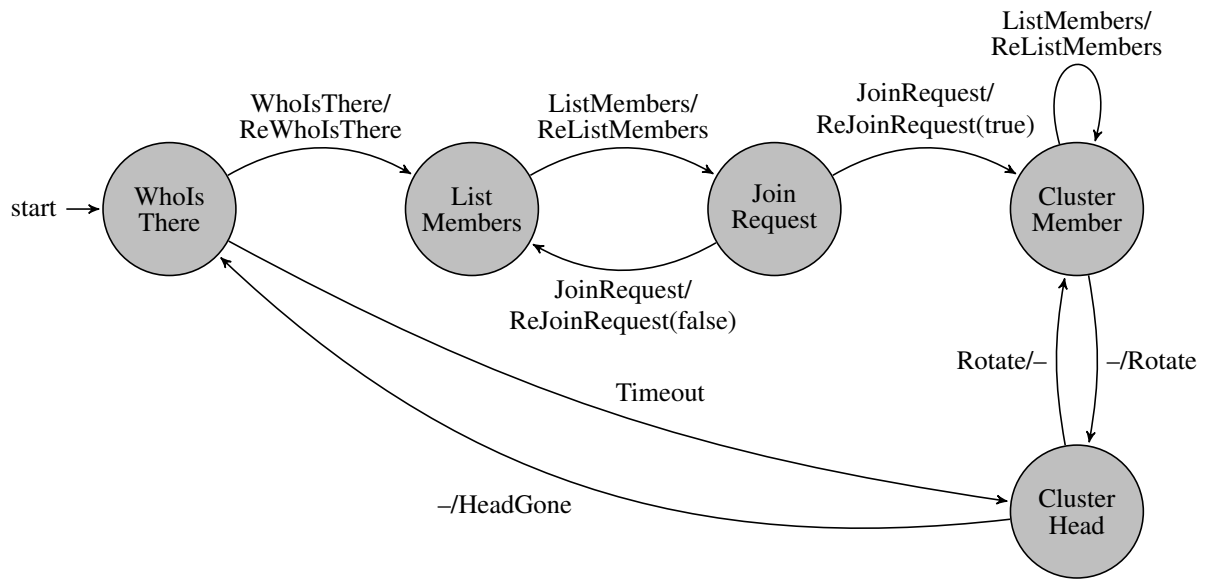 ListMembers/
ReListMembers
WhoIsThere/
ReWhoIsThere
ListMembers/
ReListMembers
JoinRequest/
ReJoinRequest(true)
start
WhoIs
There
List
Members
Join
Request
Cluster
Member
JoinRequest/
ReJoinRequest(false)
Rotate/–
–/Rotate
Timeout
–/HeadGone
Cluster
Head